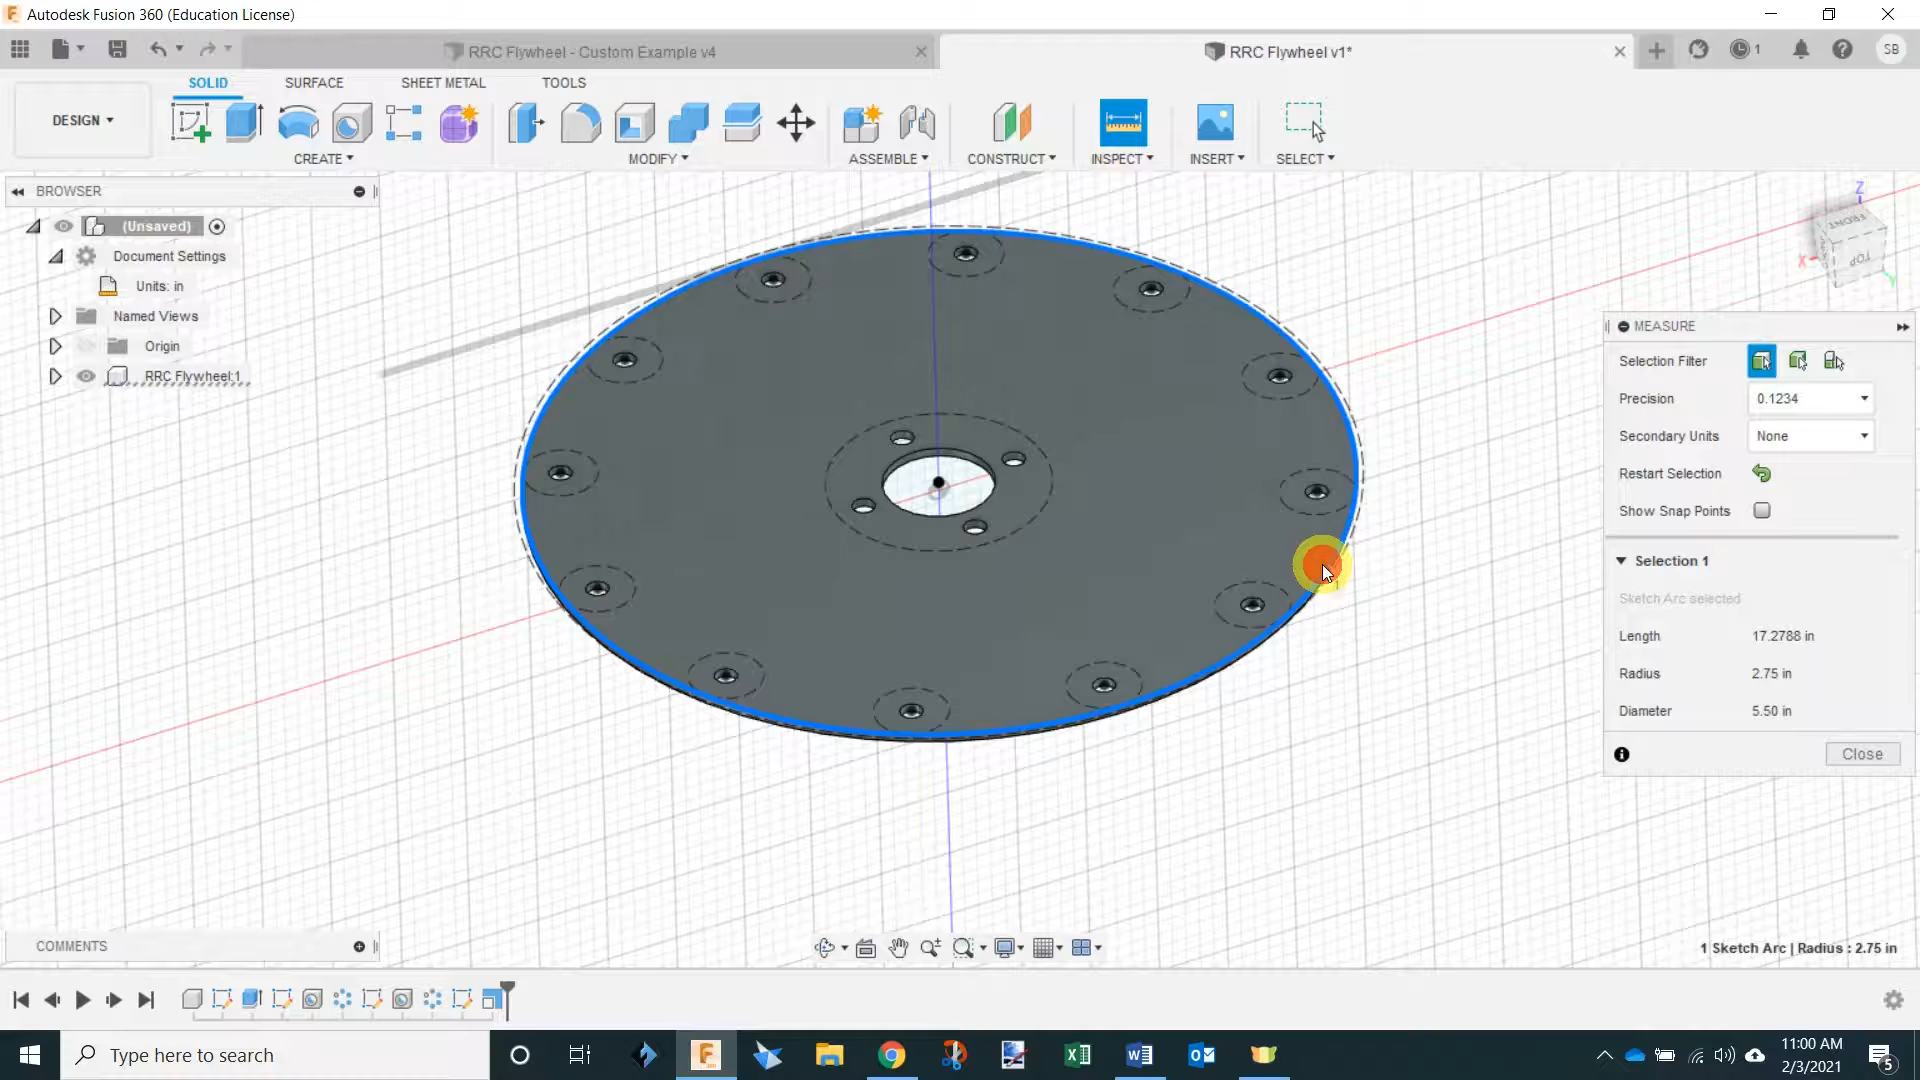 Autodesk Fusion 360 (Education License)
RRC Flywheel - Custom Example v4
RRC Flywheel v1*
1
SB
SOLID
SURFACE
SHEET METAL
TOOLS
DESIGN
CREATE
MODIFY
ASSEMBLE
CONSTRUCT
INSPECT
INSERT
SELECT
BROWSER
(Unsaved)
Document Settings
Units: in
Named Views
Origin
RRC Flywheel:1
Z
FRONT
TOP
X
Y
MEASURE
Selection Filter
Precision
0.1234
Secondary Units
None
Restart Selection
Show Snap Points
Selection 1
Sketch Arc selected
Length
17.2788 in
Radius
2.75 in
Diameter
5.50 in
Close
COMMENTS
1 Sketch Arc | Radius : 2.75 in
Type here to search
11:00 AM
2/3/2021
5